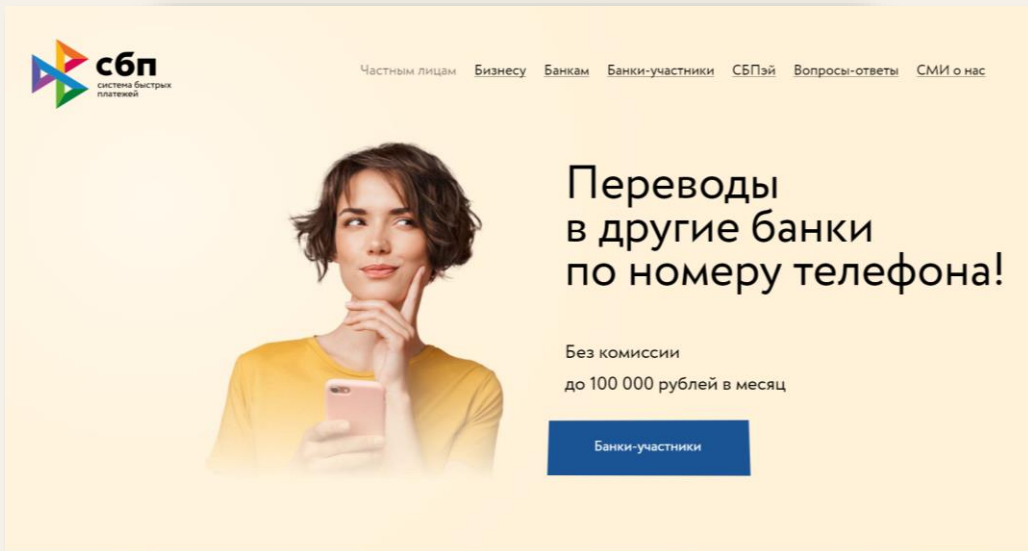 сбп
система быстрых
платежей
Частным лицам Бизнесу Банкам Банки-участники СБПэй Вопросы-ответы СМИ о нас
Переводы
в другие банки
по номеру телефона!
Без комиссии
до 100 000 рублей в месяц
Банки-участники